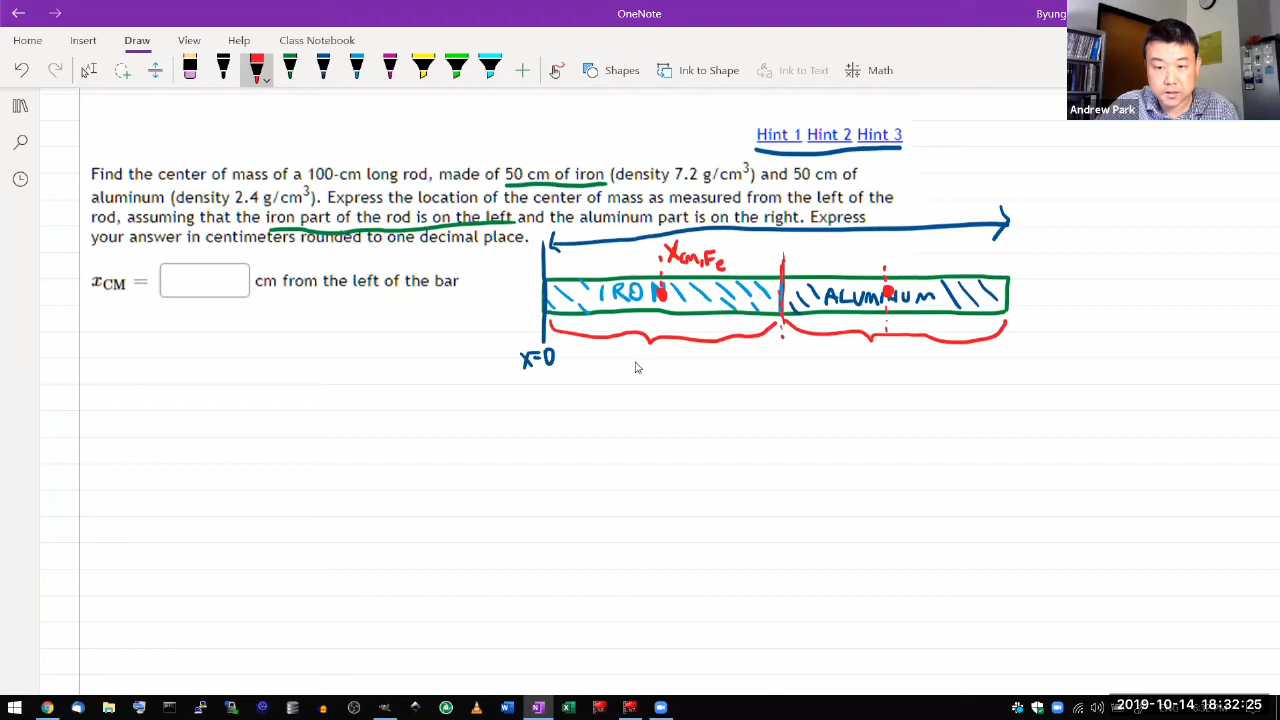 OneNote
Byung
Home Insert Draw View Help Class Notebook
Shapes Ink to Shape Ink to Text Math
Andrew Park
Hint 1 Hint 2 Hint 3
Find the center of mass of a 100-cm long rod, made of 50 cm of iron (density 7.2 g/cm³) and 50 cm of
aluminum (density 2.4 g/cm³). Express the location of the center of mass as measured from the left of the
rod, assuming that the iron part of the rod is on the left and the aluminum part is on the right. Express
your answer in centimeters rounded to one decimal place.
xCM = cm from the left of the bar
xcm,Fe
IRON ALUMINUM
x=0
2019-10-14 18:32:25